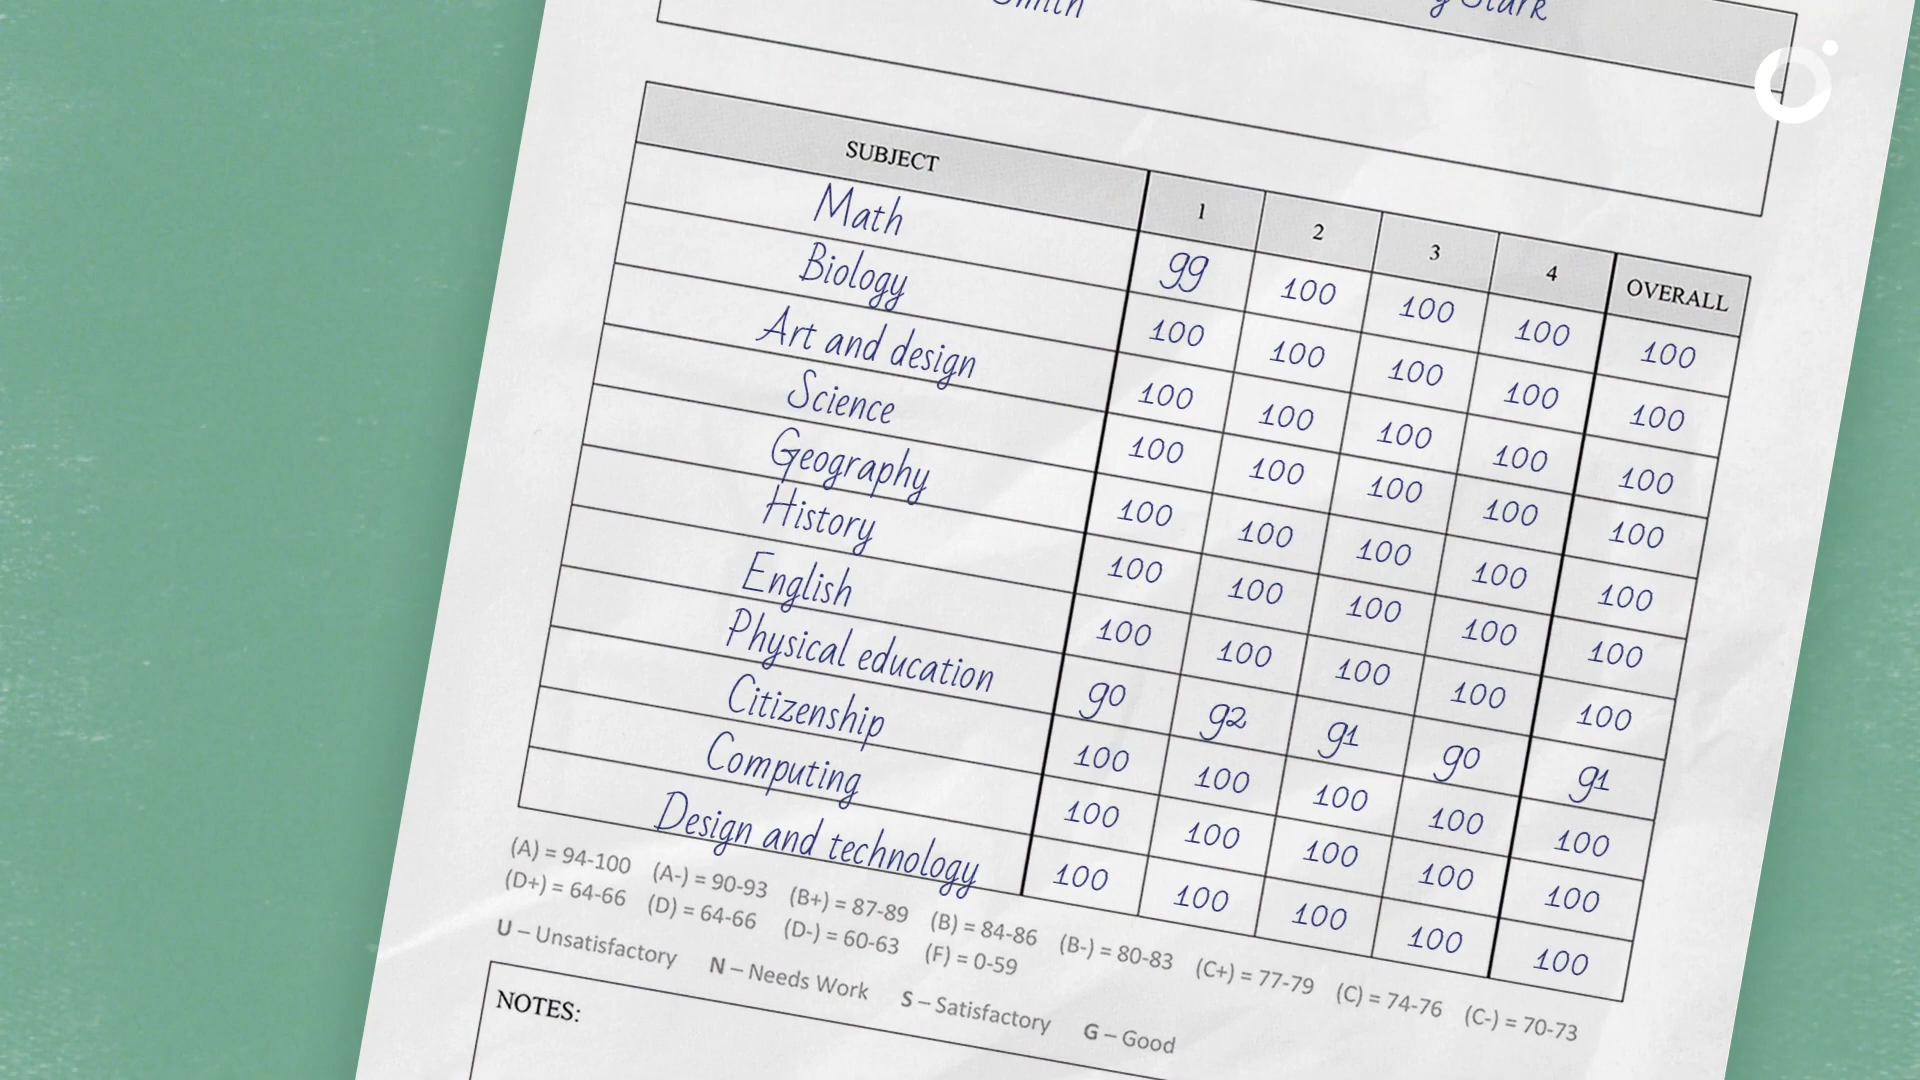 Smith
y Stark
SUBJECT 1 2 3 4 OVERALL
Math 99 100 100 100 100
Biology 100 100 100 100 100
Art and design 100 100 100 100 100
Science 100 100 100 100 100
Geography 100 100 100 100 100
History 100 100 100 100 100
English 100 100 100 100 100
Physical education 90 92 91 90 91
Citizenship 100 100 100 100 100
Computing 100 100 100 100 100
Design and technology 100 100 100 100 100
(A) = 94-100 (A-) = 90-93 (B+) = 87-89 (B) = 84-86 (B-) = 80-83 (C+) = 77-79 (C) = 74-76 (C-) = 70-73
(D+) = 64-66 (D) = 64-66 (D-) = 60-63 (F) = 0-59
U – Unsatisfactory N – Needs Work S – Satisfactory G – Good
NOTES: